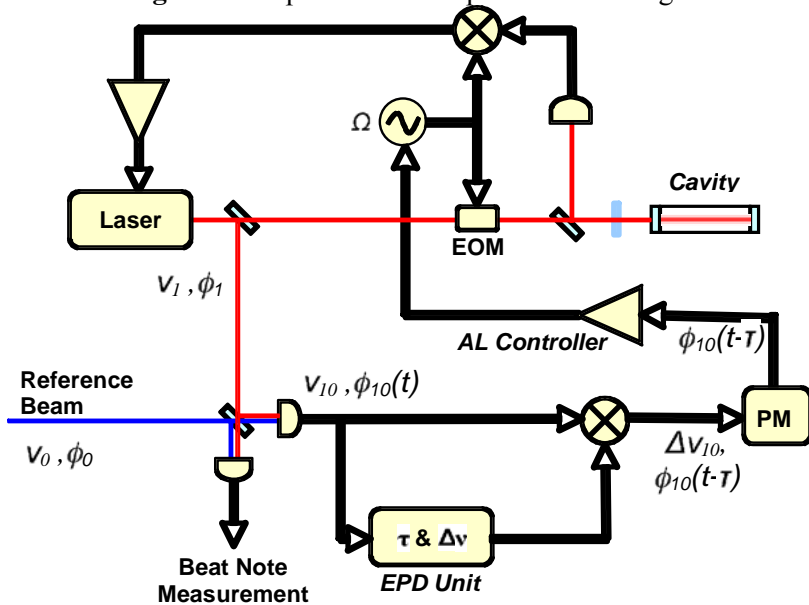 Ω
Laser
Cavity
EOM
ν₁ ,ϕ₁
AL Controller
ϕ₁₀(t-τ)
Reference
Beam
ν₁₀ ,ϕ₁₀(t)
ν₀ ,ϕ₀
PM
Δν₁₀,
ϕ₁₀(t-τ)
τ & Δν
EPD Unit
Beat Note
Measurement